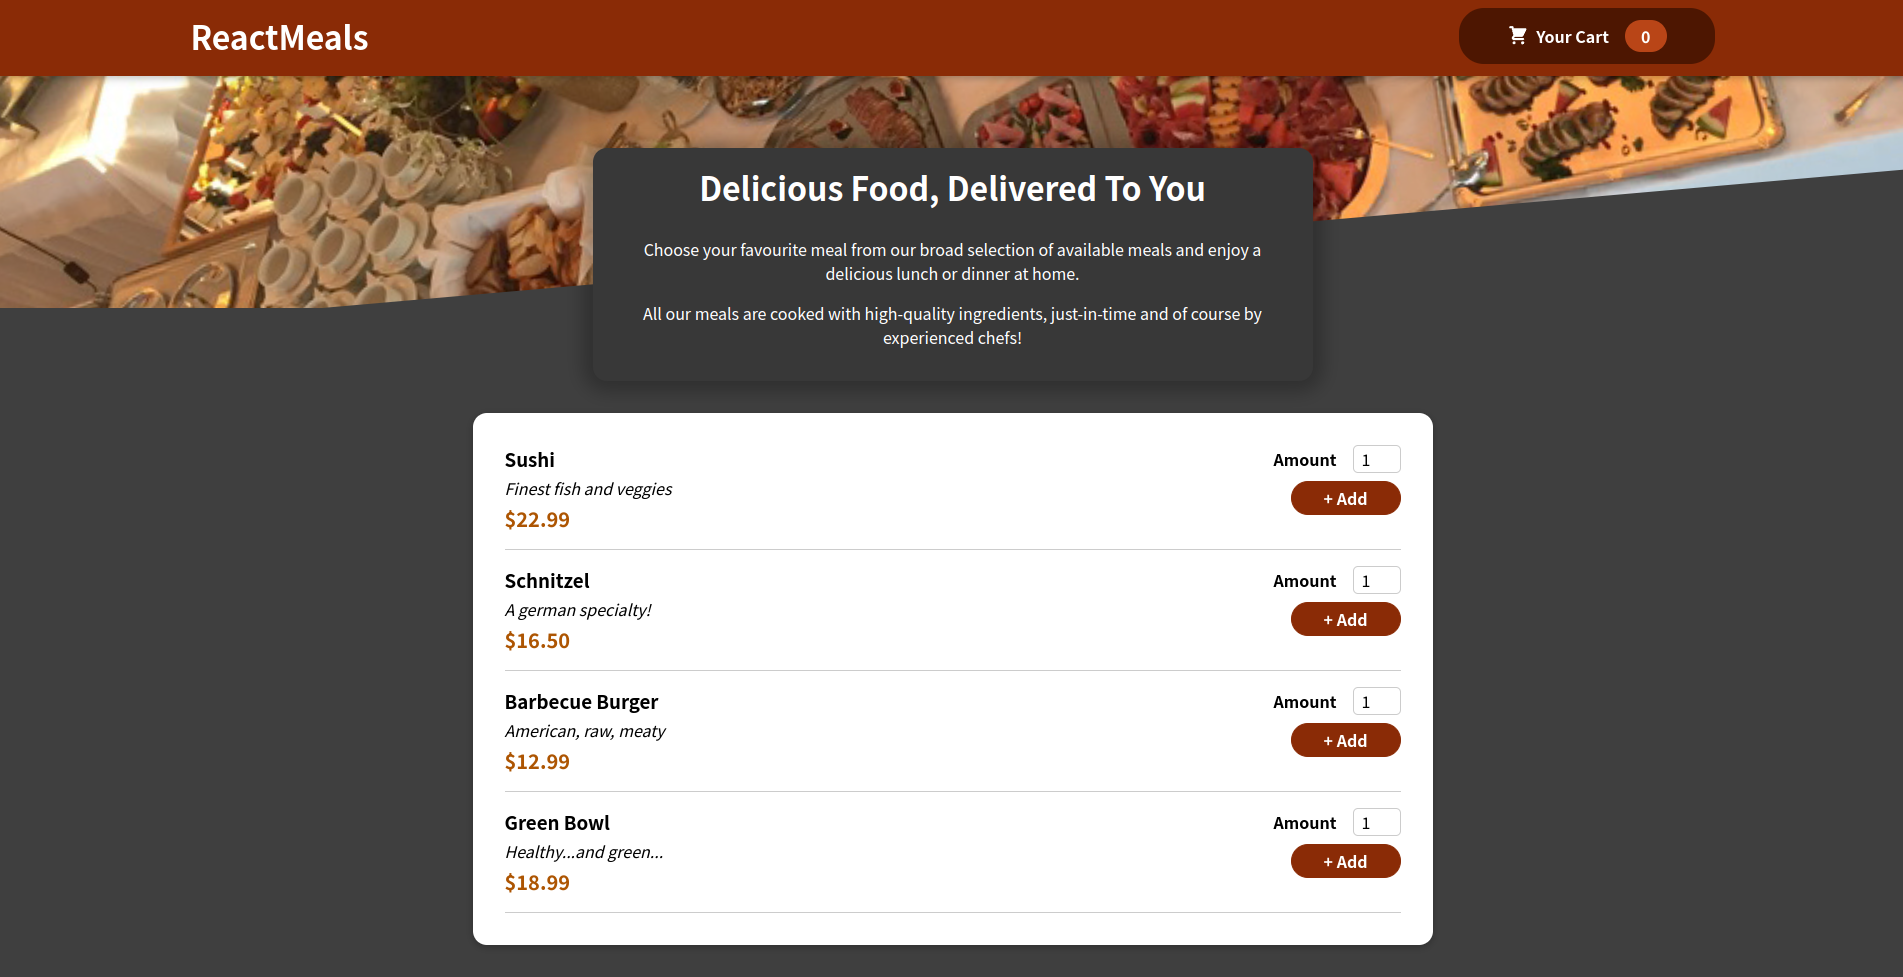 ReactMeals
Your Cart 0
Delicious Food, Delivered To You
Choose your favourite meal from our broad selection of available meals and enjoy a
delicious lunch or dinner at home.
All our meals are cooked with high-quality ingredients, just-in-time and of course by
experienced chefs!
Sushi
Finest fish and veggies
$22.99
Amount 1
+ Add
Schnitzel
A german specialty!
$16.50
Amount 1
+ Add
Barbecue Burger
American, raw, meaty
$12.99
Amount 1
+ Add
Green Bowl
Healthy...and green...
$18.99
Amount 1
+ Add